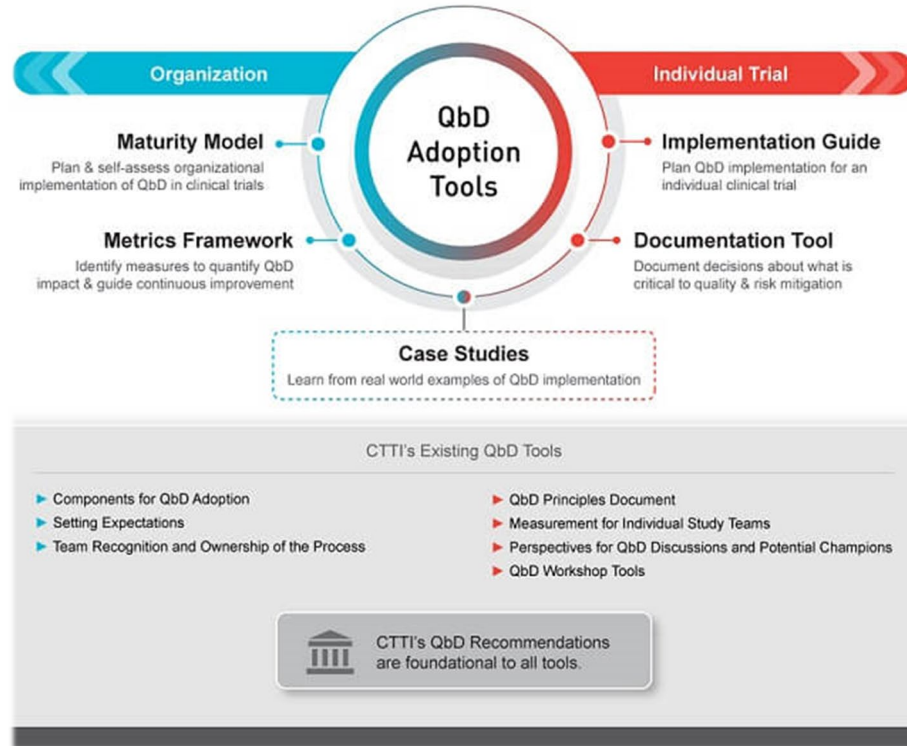 Organization
Individual Trial
QbD
Adoption
Tools
Maturity Model
Plan & self-assess organizational
implementation of QbD in clinical trials
Implementation Guide
Plan QbD implementation for an
individual clinical trial
Metrics Framework
Identify measures to quantify QbD
impact & guide continuous improvement
Documentation Tool
Document decisions about what is
critical to quality & risk mitigation
Case Studies
Learn from real world examples of QbD implementation
CTTI's Existing QbD Tools
Components for QbD Adoption
Setting Expectations
Team Recognition and Ownership of the Process
QbD Principles Document
Measurement for Individual Study Teams
Perspectives for QbD Discussions and Potential Champions
QbD Workshop Tools
CTTI's QbD Recommendations
are foundational to all tools.